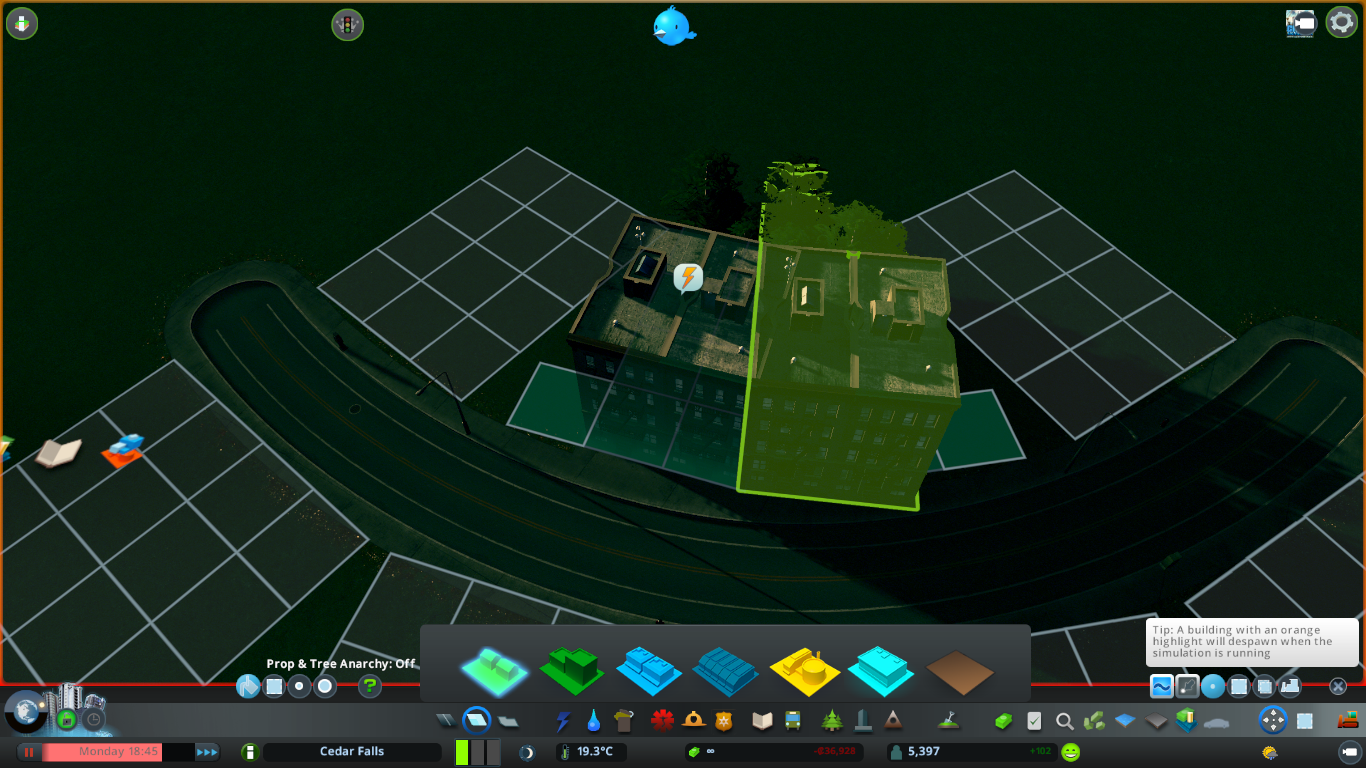 Tip: A building with an orange
highlight will despawn when the
simulation is running
Prop & Tree Anarchy: Off
?
Monday 18:45
Cedar Falls
19.3°C
∞
-₡36,928
5,397
+102